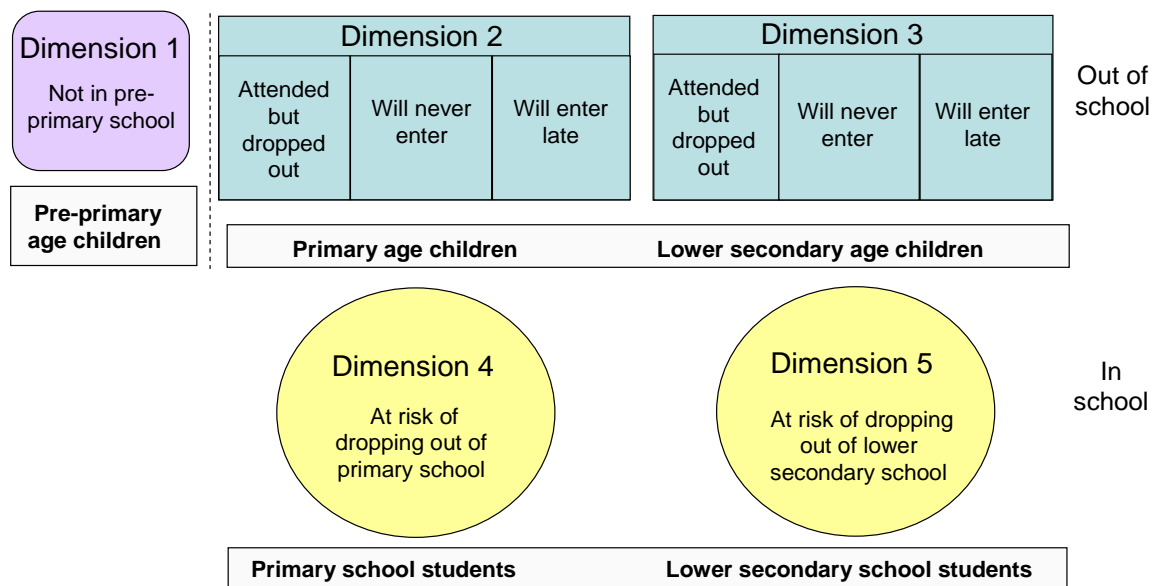 Dimension 1
Not in pre-
primary school
Pre-primary
age children
Dimension 2
Attended
but
dropped
out
Will never
enter
Will enter
late
Dimension 3
Attended
but
dropped
out
Will never
enter
Will enter
late
Out of
school
Primary age children
Lower secondary age children
Dimension 4
At risk of
dropping out of
primary school
Dimension 5
At risk of dropping
out of lower
secondary school
In
school
Primary school students
Lower secondary school students